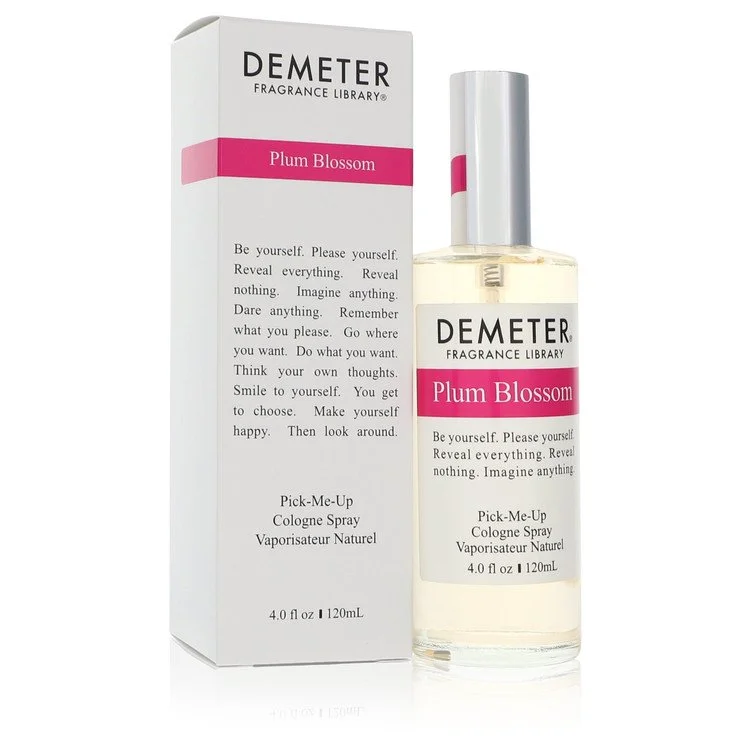 DEMETER
FRAGRANCE LIBRARY®
Plum Blossom
Be yourself. Please yourself.
Reveal everything. Reveal
nothing. Imagine anything.
Dare anything. Remember
what you please. Go where
you want. Do what you want.
Think your own thoughts.
Smile to yourself. You get
to choose. Make yourself
happy. Then look around.
Pick-Me-Up
Cologne Spray
Vaporisateur Naturel
4.0 fl oz 120mL
DEMETER®
FRAGRANCE LIBRARY
Plum Blossom
Be yourself. Please yourself.
Reveal everything. Reveal
nothing. Imagine anything.
Pick-Me-Up
Cologne Spray
Vaporisateur Naturel
4.0 fl oz 120mL